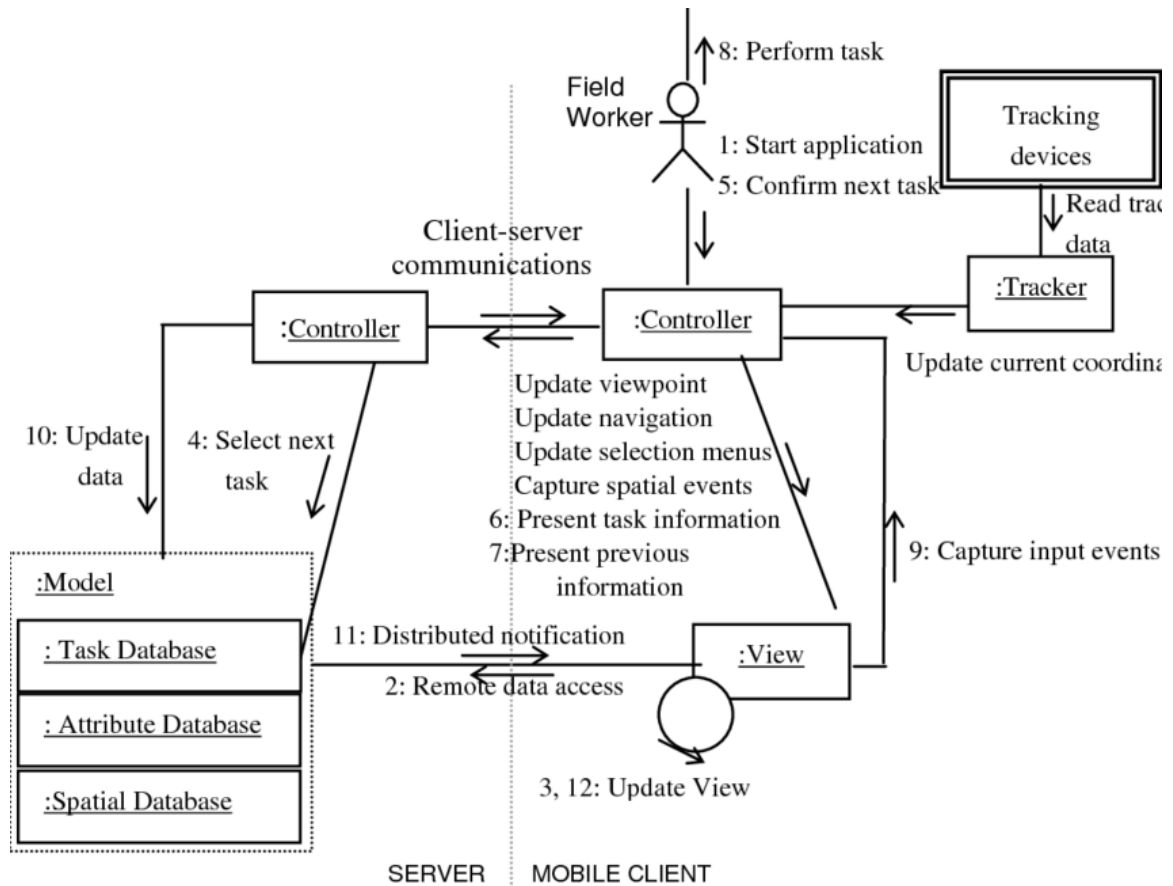 8: Perform task
Field
Worker
Tracking
devices
1: Start application
5: Confirm next task
Read
data
Client-server
communications
:Tracker
:Controller
:Controller
Update current
Update viewpoint
Update navigation
Update selection menus
Capture spatial events
6: Present task information
7:Present previous
information
10: Update
data
4: Select next
task
9: Capture input events
:Model
: Task Database
: Attribute Database
:Spatial Database
11: Distributed notification
2: Remote data access
:View
3, 12: Update View
SERVER
MOBILE CLIENT